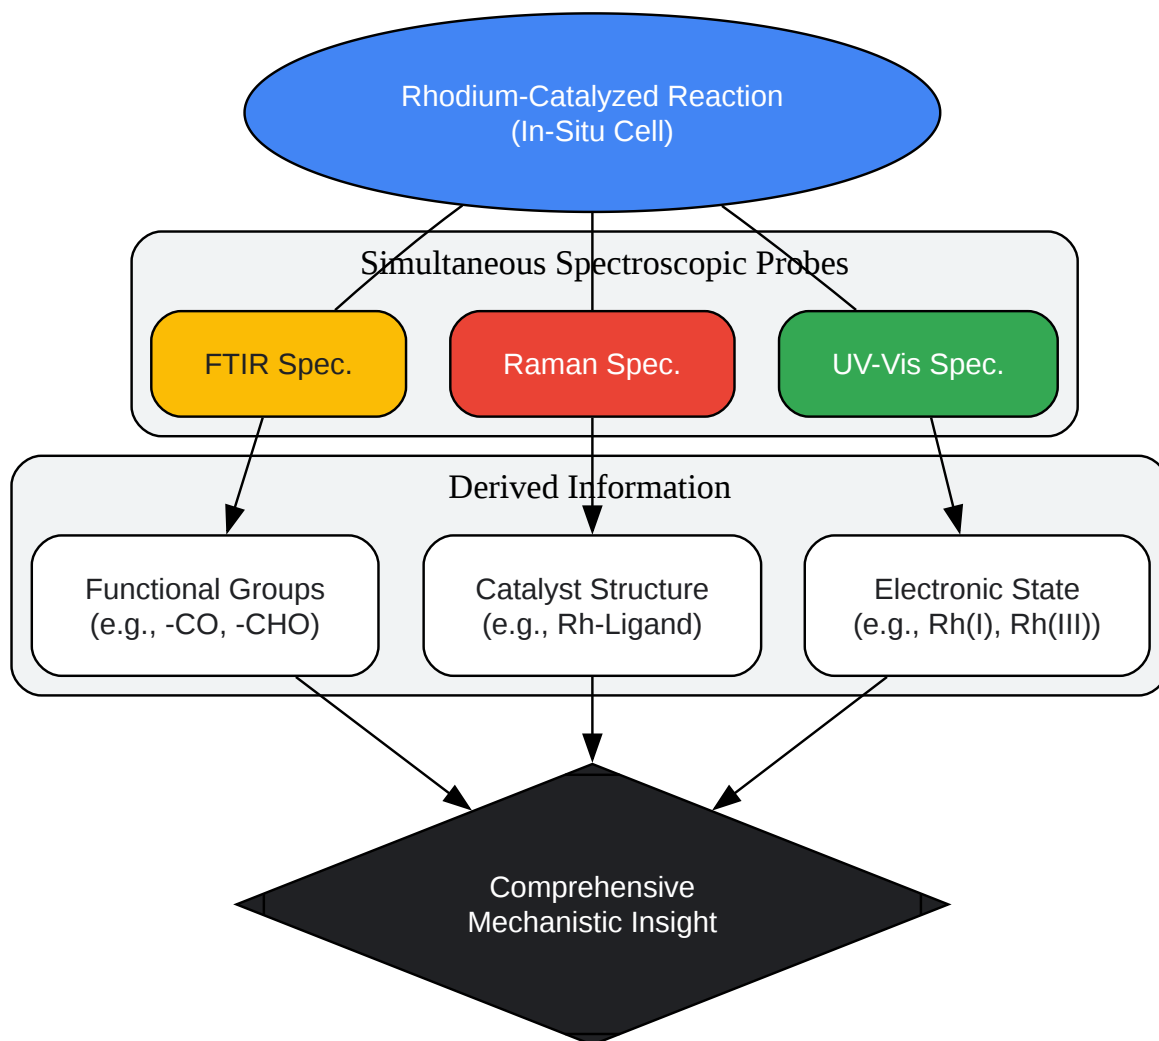 Rhodium-Catalyzed Reaction
(In-Situ Cell)
Simultaneous Spectroscopic Probes
FTIR Spec.
Raman Spec.
UV-Vis Spec.
Derived Information
Functional Groups
(e.g., -CO, -CHO)
Catalyst Structure
(e.g., Rh-Ligand)
Electronic State
(e.g., Rh(I), Rh(III))
Comprehensive
Mechanistic Insight